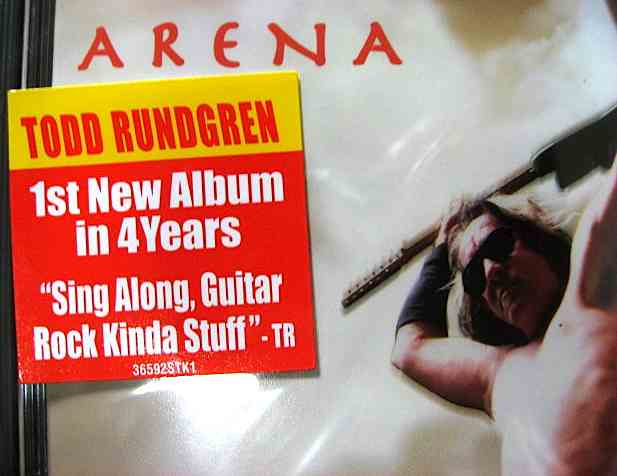 ARENA
TODD RUNDGREN
1st New Album
in 4Years
“Sing Along, Guitar
Rock Kinda Stuff” - TR
36592STK1